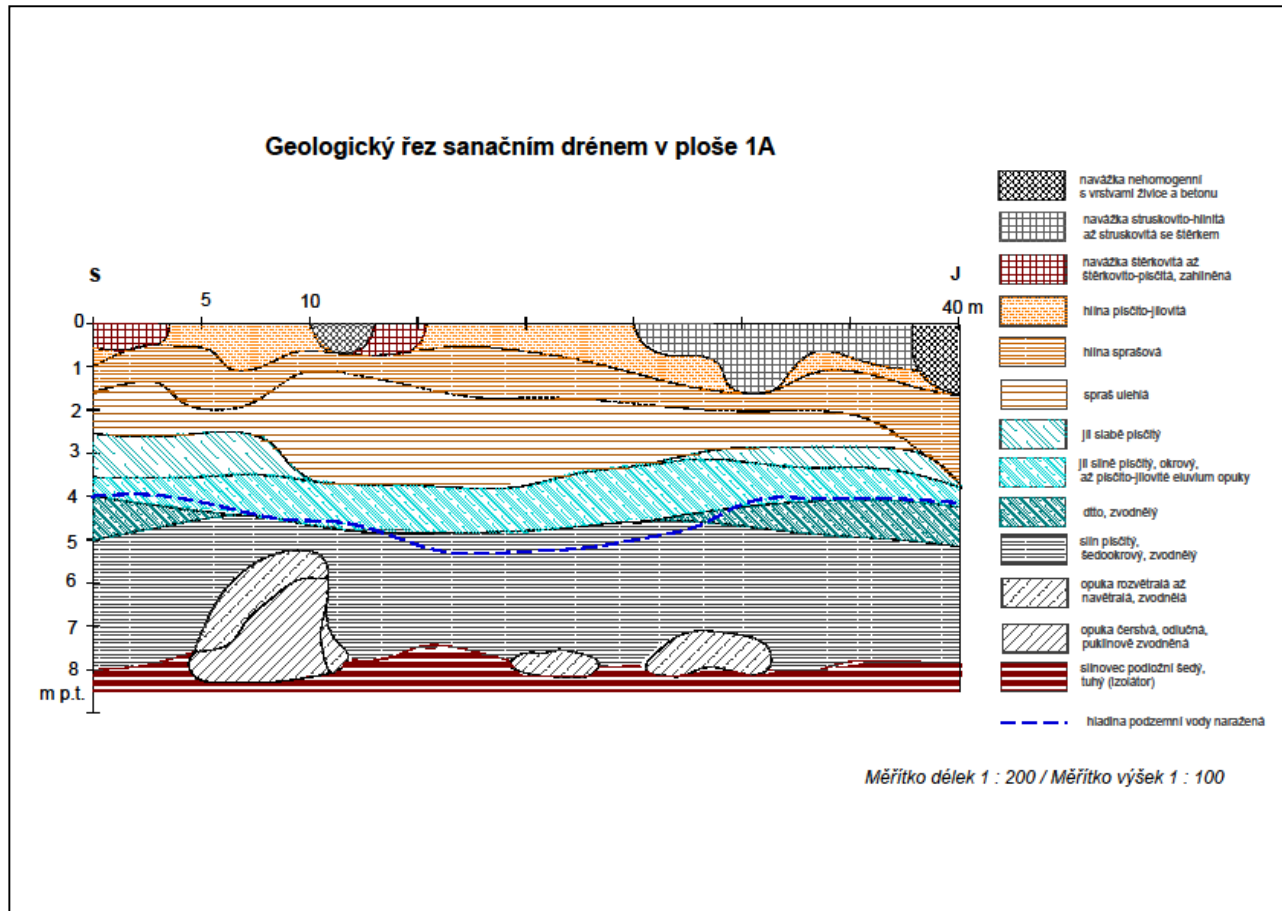 Geologický řez sanačním drénem v ploše 1A
S
J
5
10
40 m
0
1
2
3
4
5
6
7
8
m p.t.
navážka nehomogenní
s vrstvami živice a betonu
navážka struskovito-hlinitá
až struskovitá se štěrkem
navážka štěrkovitá až
štěrkovito-písčitá, zahliněná
hlína písčito-jílovitá
hlína sprašová
spraš ulehlá
jíl slabě písčitý
jíl silně písčitý, okrový,
až písčito-jílovité eluvium opuky
dtto, zvodnělý
slín písčitý,
šedookrový, zvodnělý
opuka rozvětralá až
navětralá, zvodnělá
opuka čerstvá, odlučná,
puklinově zvodněná
slínovec podložní šedý,
tuhý (izolátor)
hladina podzemní vody naražená
Měřítko délek 1 : 200 / Měřítko výšek 1 : 100